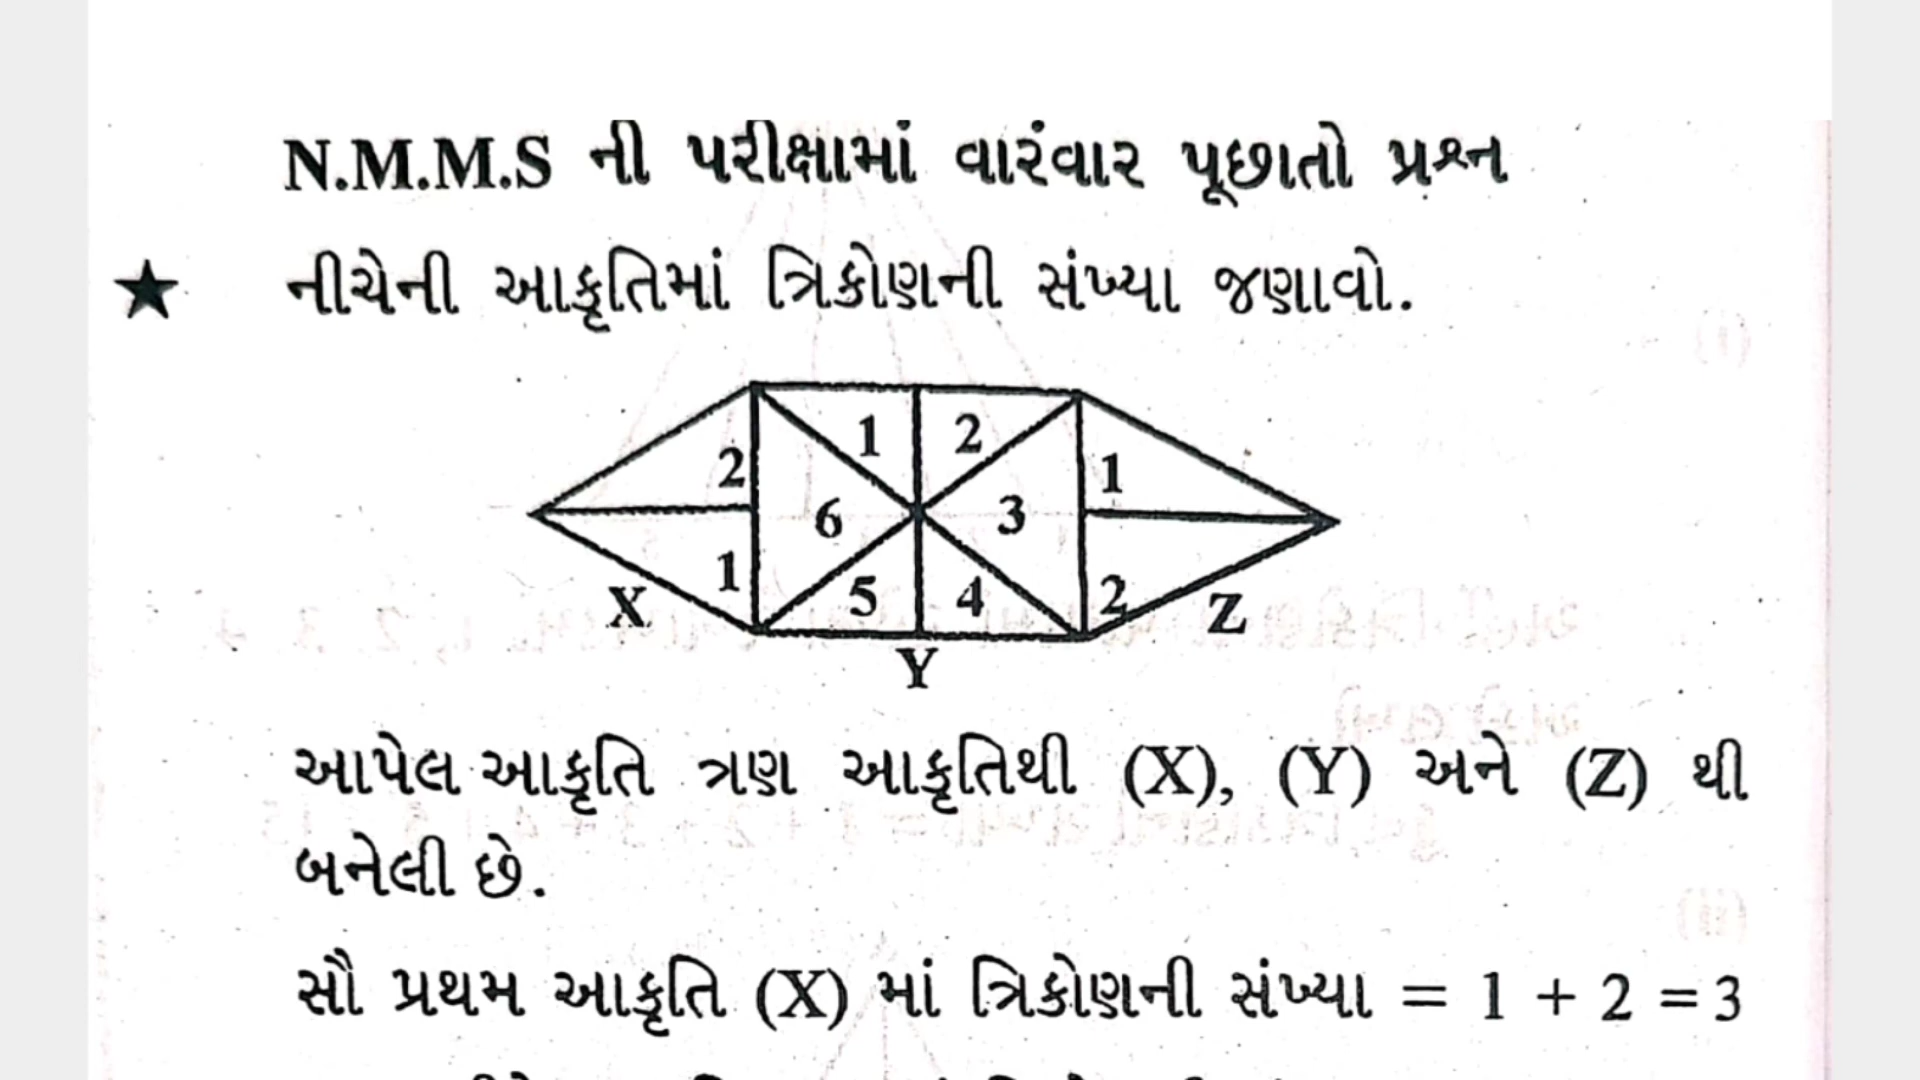 N.M.M.S ની પરીક્ષામાં વારંવાર પૂછાતો પ્રશ્ન
★ નીચેની આકૃતિમાં ત્રિકોણની સંખ્યા જણાવો.
1 2
2 1
6 3
1 5 4 2
X Z
Y
આપેલ આકૃતિ ત્રણ આકૃતિથી (X), (Y) અને (Z) થી
બનેલી છે.
સૌ પ્રથમ આકૃતિ (X) માં ત્રિકોણની સંખ્યા = 1 + 2 = 3